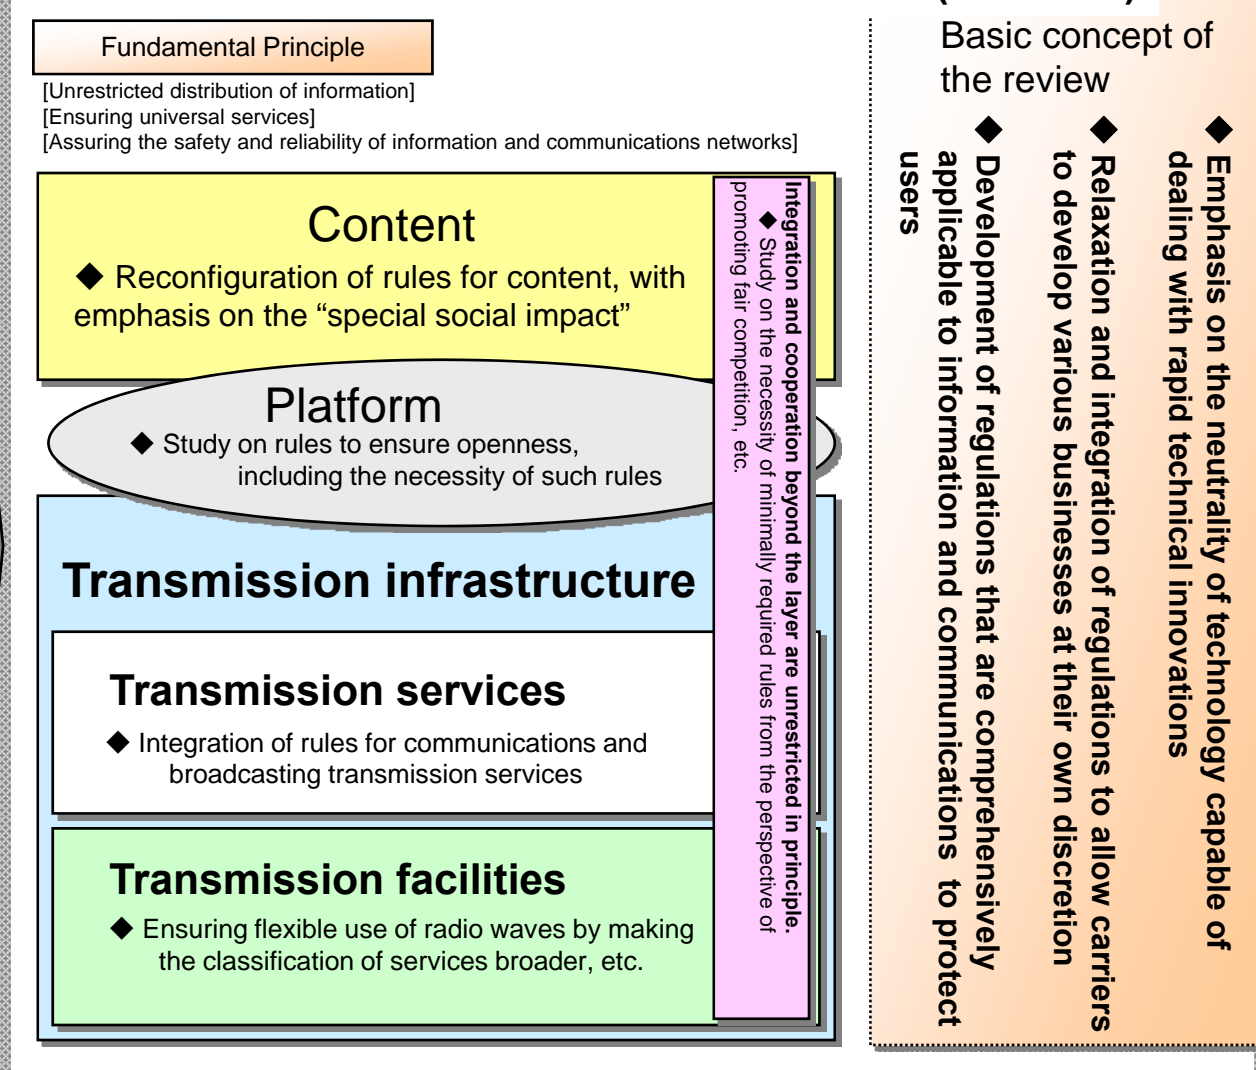 Fundamental Principle
[Unrestricted distribution of information]
[Ensuring universal services]
[Assuring the safety and reliability of information and communications networks]
Content
◆ Reconfiguration of rules for content, with
emphasis on the “special social impact”
Platform
◆ Study on rules to ensure openness,
including the necessity of such rules
Transmission infrastructure
Transmission services
◆ Integration of rules for communications and
broadcasting transmission services
Transmission facilities
◆ Ensuring flexible use of radio waves by making
the classification of services broader, etc.
Integration and cooperation beyond the layer are unrestricted in principle.
◆ Study on the necessity of minimally required rules from the perspective of
promoting fair competition, etc.
Basic concept of
the review
◆ Emphasis on the neutrality of technology capable of
dealing with rapid technical innovations
◆ Relaxation and integration of regulations to allow carriers
to develop various businesses at their own discretion
◆ Development of regulations that are comprehensively
applicable to information and communications to protect
users